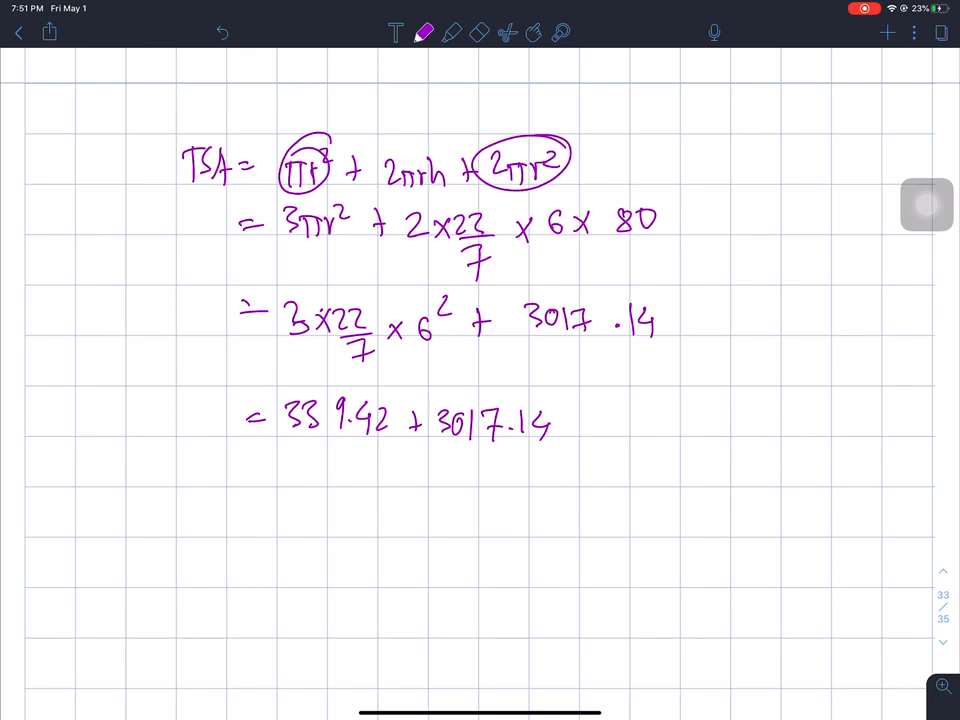 7:51 PM Fri May 1 23%
T
TSA = πr² + 2πrh + 2πr²
= 3πr² + 2 × 22/7 × 6 × 80
= 3 × 22/7 × 6² + 3017.14
= 339.42 + 3017.14
33
/
35